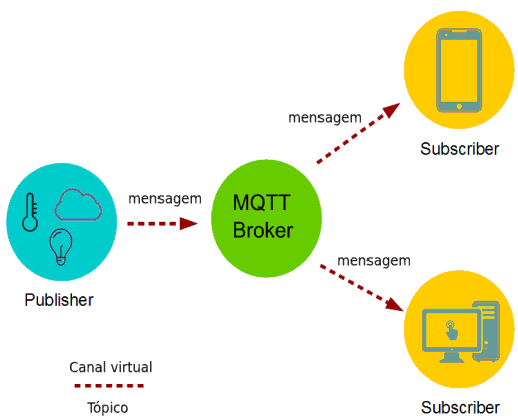 mensagem
Subscriber
mensagem
MQTT
Broker
mensagem
Publisher
Subscriber
Canal virtual
Tópico